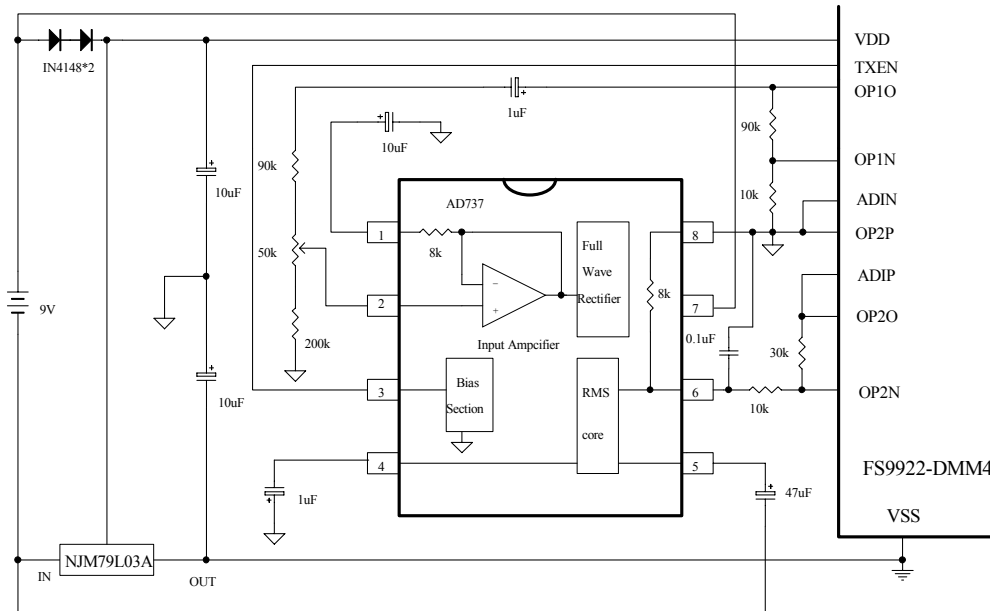 VDD
IN4148*2
TXEN
OP1O
1uF
90k
10uF
OP1N
90k
10k
10uF
ADIN
AD737
1
8
OP2P
8k
Full
Wave
Rectifier
50k
8k
ADIP
9V
2
7
OP2O
200k
Input Ampcifier
0.1uF
30k
10uF
3
Bias
Section
RMS
core
6
10k
OP2N
4
5
FS9922-DMM4
1uF
47uF
VSS
NJM79L03A
IN
OUT
+
+
+
+
+
+
+
−